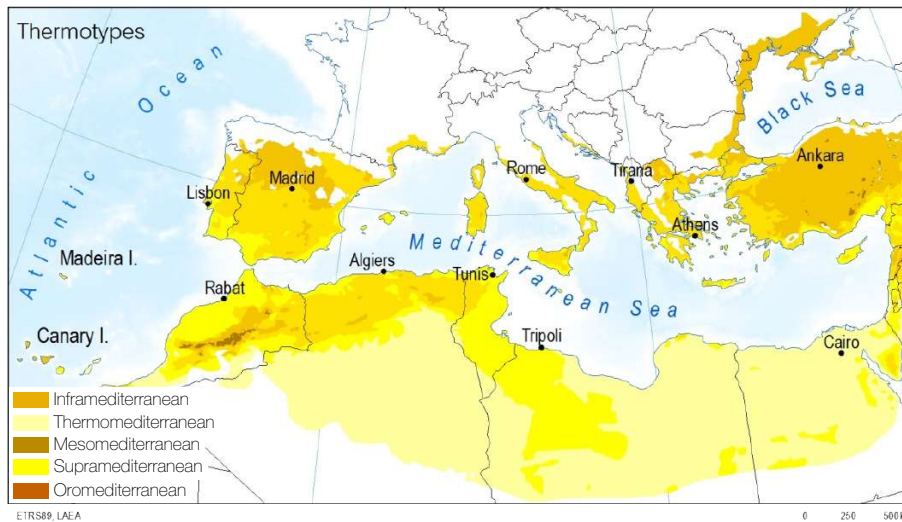 Thermotypes
Atlantic Ocean
Black Sea
Ankara
Rome
Tirana
Madrid
Lisbon
Athens
Mediterranean Sea
Madeira I.
Algiers
Tunis
Rabat
Canary I.
Tripoli
Cairo
Inframediterranean
Thermomediterranean
Mesomediterranean
Supramediterranean
Oromediterranean
ETRS89, LAEA
0 250 500